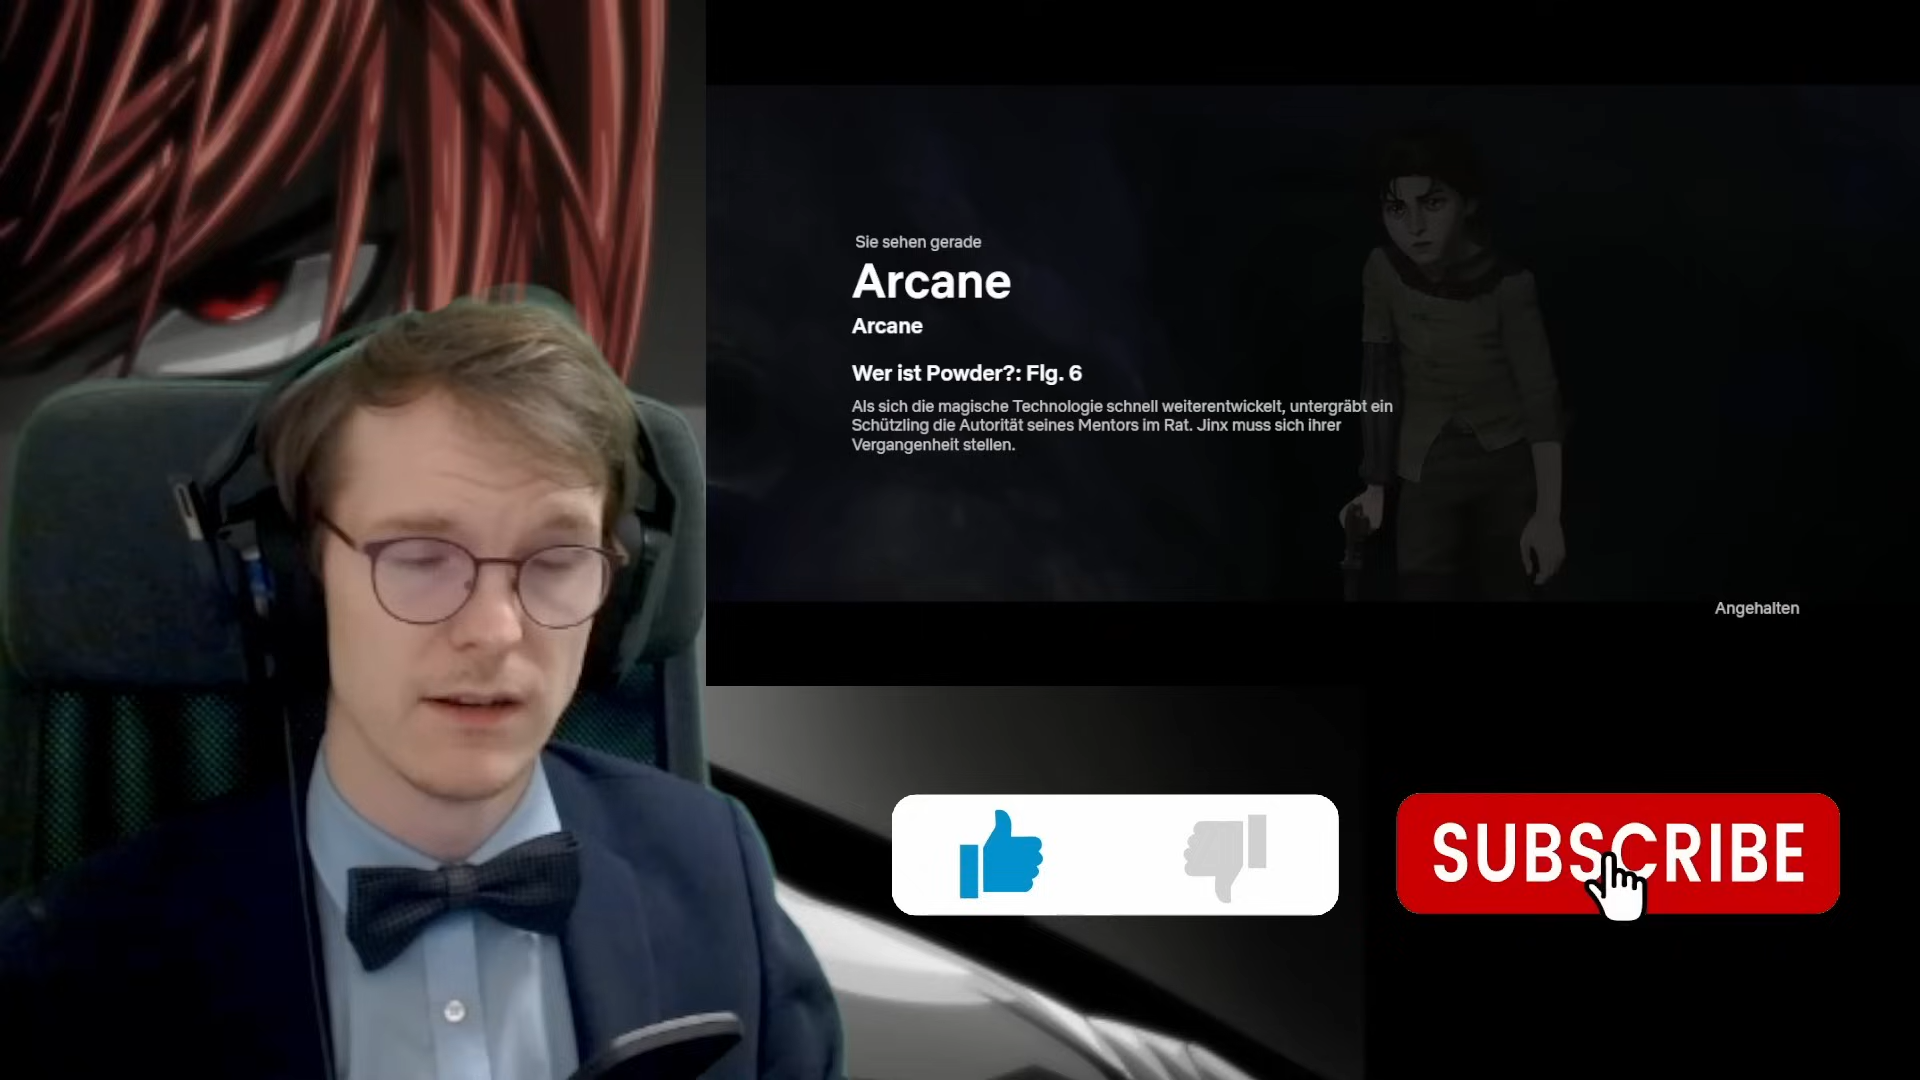 Sie sehen gerade
Arcane
Arcane
Wer ist Powder?: Flg. 6
Als sich die magische Technologie schnell weiterentwickelt, untergräbt ein
Schützling die Autorität seines Mentors im Rat. Jinx muss sich ihrer
Vergangenheit stellen.
Angehalten
SUBSCRIBE